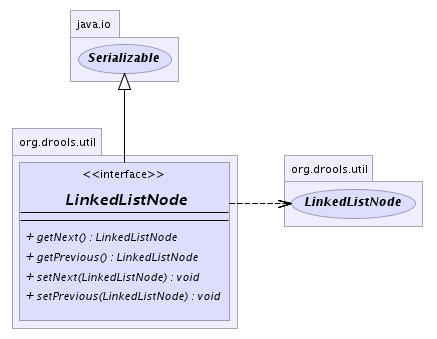 java.io
Serializable
org.drools.util
<<interface>>
LinkedListNode
+ getNext() : LinkedListNode
+ getPrevious() : LinkedListNode
+ setNext(LinkedListNode) : void
+ setPrevious(LinkedListNode) : void
org.drools.util
LinkedListNode